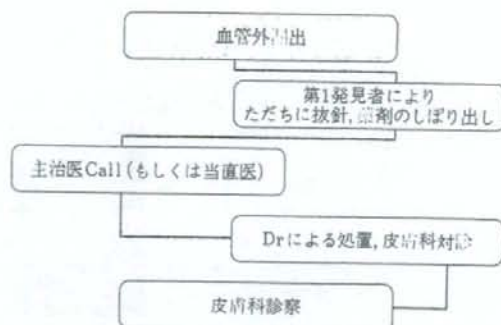 血管外漏出
第1発見者により
ただちに抜針,薬剤のしぼり出し
主治医Call(もしくは当直医)
Drによる処置,皮膚科対診
皮膚科診察